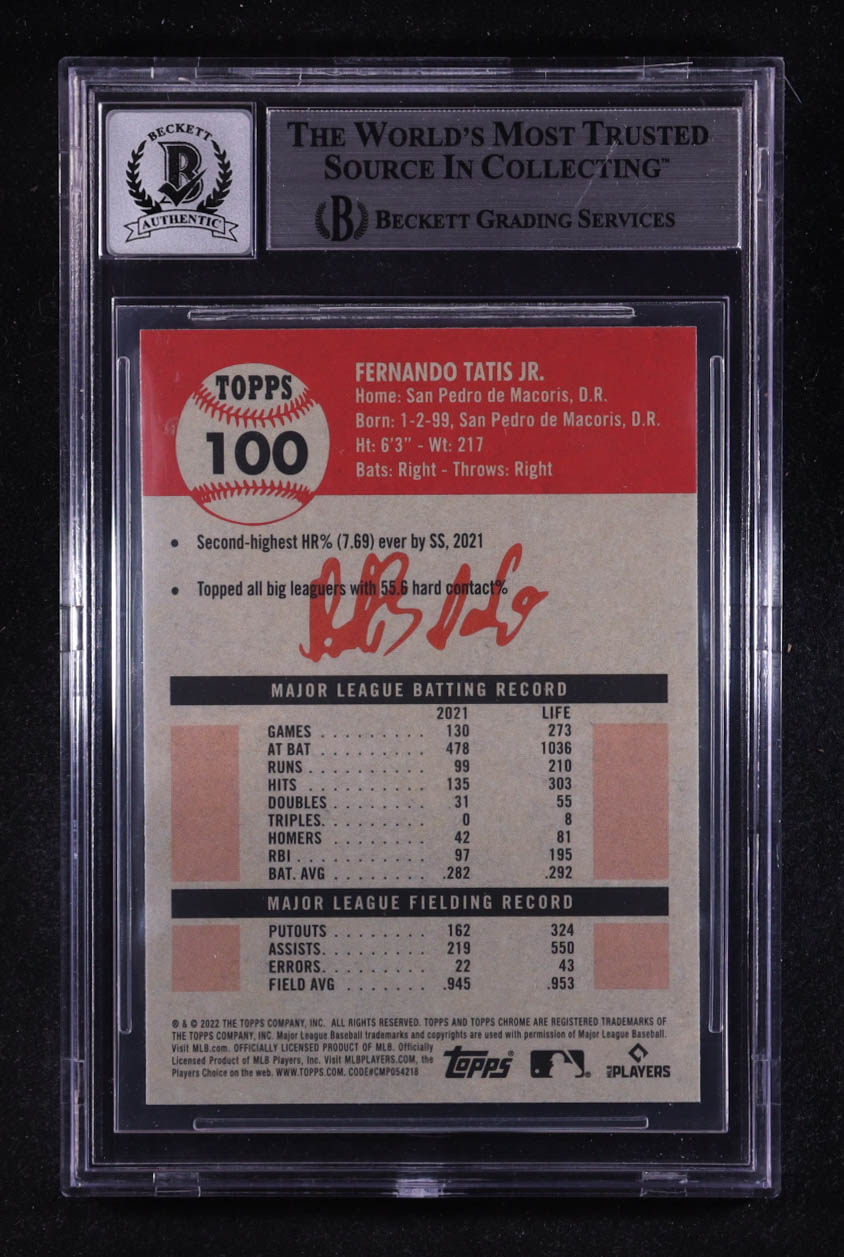 BECKETT
B
AUTHENTIC
THE WORLD'S MOST TRUSTED
SOURCE IN COLLECTING™
B BECKETT GRADING SERVICES
TOPPS
100
FERNANDO TATIS JR.
Home: San Pedro de Macoris, D.R.
Born: 1-2-99, San Pedro de Macoris, D.R.
Ht: 6'3" - Wt: 217
Bats: Right - Throws: Right
• Second-highest HR% (7.69) ever by SS, 2021
• Topped all big leaguers with 55.6 hard contact%
MAJOR LEAGUE BATTING RECORD
2021 LIFE
GAMES . . . . . . . . . 130 273
AT BAT . . . . . . . . . 478 1036
RUNS . . . . . . . . . . 99 210
HITS . . . . . . . . . . 135 303
DOUBLES . . . . . . . . 31 55
TRIPLES. . . . . . . . . 0 8
HOMERS . . . . . . . . 42 81
RBI . . . . . . . . . . . 97 195
BAT. AVG . . . . . . . . .282 .292
MAJOR LEAGUE FIELDING RECORD
PUTOUTS . . . . . . . . 162 324
ASSISTS. . . . . . . . . 219 550
ERRORS. . . . . . . . . 22 43
FIELD AVG . . . . . . . .945 .953
® & © 2022 THE TOPPS COMPANY, INC. ALL RIGHTS RESERVED. TOPPS AND TOPPS CHROME ARE REGISTERED TRADEMARKS OF
THE TOPPS COMPANY, INC. Major League Baseball trademarks and copyrights are used with permission of Major League Baseball.
Visit MLB.com. OFFICIALLY LICENSED PRODUCT OF MLB. Officially
Licensed Product of MLB Players, Inc. Visit MLBPLAYERS.COM, the
Players Choice on the web. WWW.TOPPS.COM. CODE#CMP054218
Topps®
MLB PLAYERS